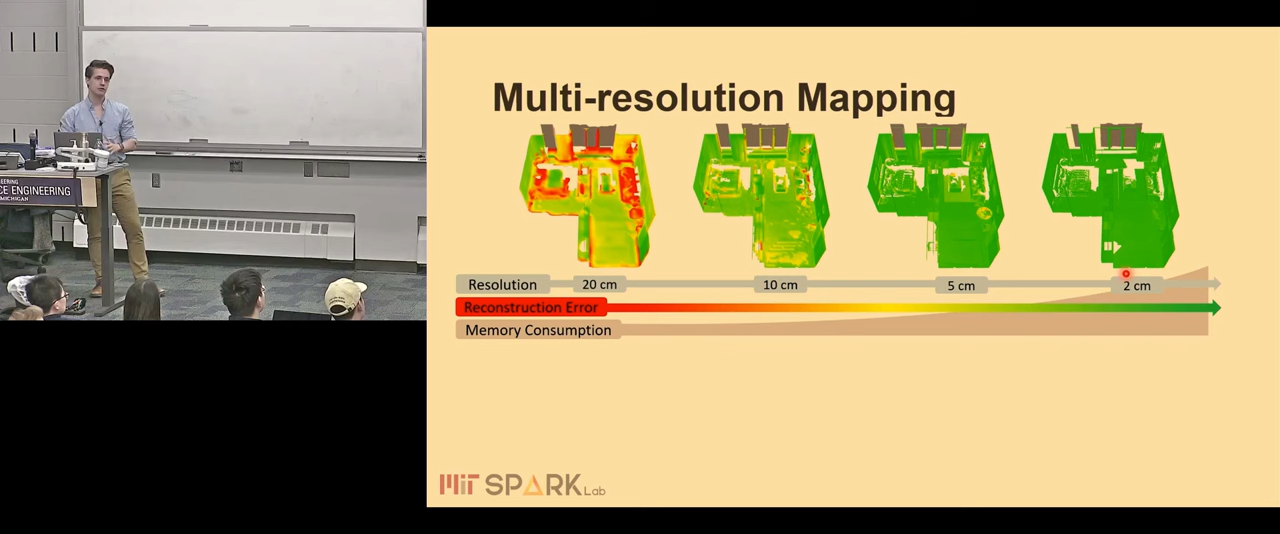 ERING
CE ENGINEERING
MICHIGAN
Multi-resolution Mapping
Resolution 20 cm 10 cm 5 cm 2 cm
Reconstruction Error
Memory Consumption
MIT SPARK Lab